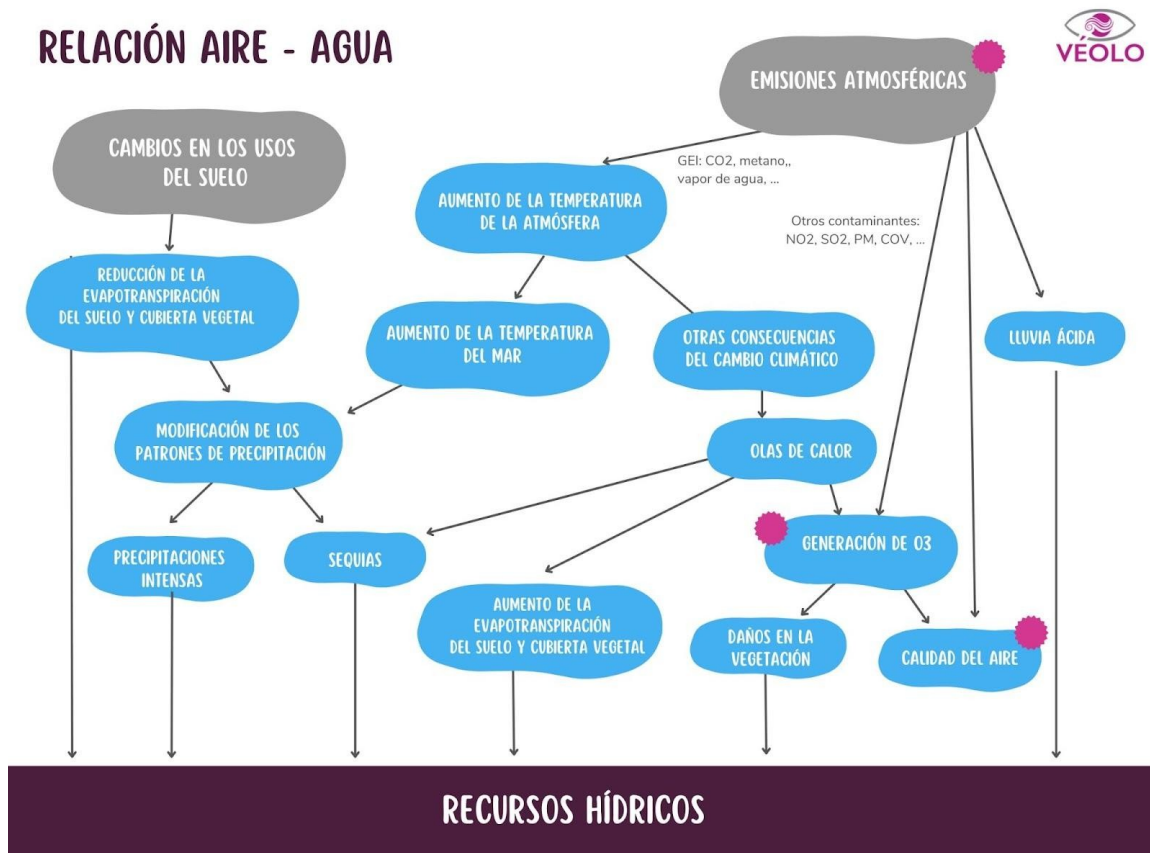 RELACIÓN AIRE - AGUA
VÉOLO
EMISIONES ATMOSFÉRICAS
CAMBIOS EN LOS USOS
DEL SUELO
GEI: CO2, metano,,
vapor de agua, ...
AUMENTO DE LA TEMPERATURA
DE LA ATMÓSFERA
Otros contaminantes:
NO2, SO2, PM, COV, ...
REDUCCIÓN DE LA
EVAPOTRANSPIRACIÓN
DEL SUELO Y CUBIERTA VEGETAL
AUMENTO DE LA TEMPERATURA
DEL MAR
OTRAS CONSECUENCIAS
DEL CAMBIO CLIMÁTICO
LLUVIA ÁCIDA
MODIFICACIÓN DE LOS
PATRONES DE PRECIPITACIÓN
OLAS DE CALOR
PRECIPITACIONES
INTENSAS
SEQUIAS
GENERACIÓN DE O3
AUMENTO DE LA
EVAPOTRANSPIRACIÓN
DEL SUELO Y CUBIERTA VEGETAL
DAÑOS EN LA
VEGETACIÓN
CALIDAD DEL AIRE
RECURSOS HÍDRICOS